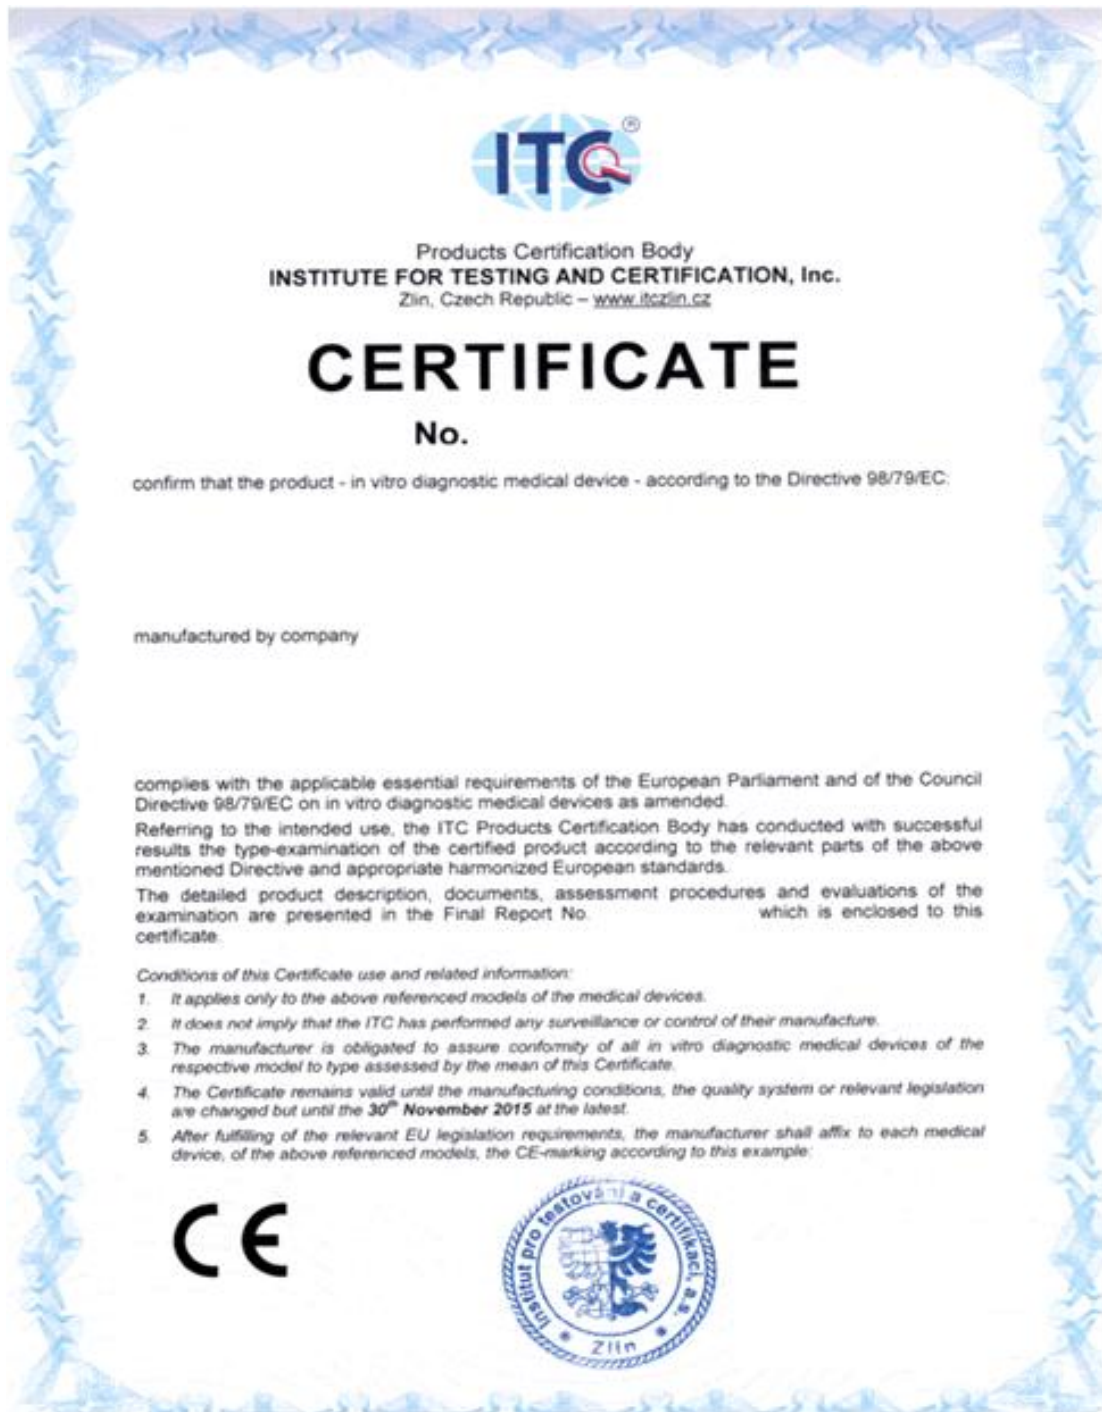 ITC®
Products Certification Body
INSTITUTE FOR TESTING AND CERTIFICATION, Inc.
Zlin, Czech Republic – www.itczlin.cz
CERTIFICATE
No.
confirm that the product - in vitro diagnostic medical device - according to the Directive 98/79/EC:
manufactured by company
complies with the applicable essential requirements of the European Parliament and of the Council
Directive 98/79/EC on in vitro diagnostic medical devices as amended.
Referring to the intended use, the ITC Products Certification Body has conducted with successful
results the type-examination of the certified product according to the relevant parts of the above
mentioned Directive and appropriate harmonized European standards.
The detailed product description, documents, assessment procedures and evaluations of the
examination are presented in the Final Report No. which is enclosed to this
certificate.
Conditions of this Certificate use and related information:
1. It applies only to the above referenced models of the medical devices.
2. It does not imply that the ITC has performed any surveillance or control of their manufacture.
3. The manufacturer is obligated to assure conformity of all in vitro diagnostic medical devices of the
respective model to type assessed by the mean of this Certificate.
4. The Certificate remains valid until the manufacturing conditions, the quality system or relevant legislation
are changed but until the 30th November 2015 at the latest.
5. After fulfilling of the relevant EU legislation requirements, the manufacturer shall affix to each medical
device, of the above referenced models, the CE-marking according to this example:
CE
Institut pro testování a certifikaci, a.s.
Zlín